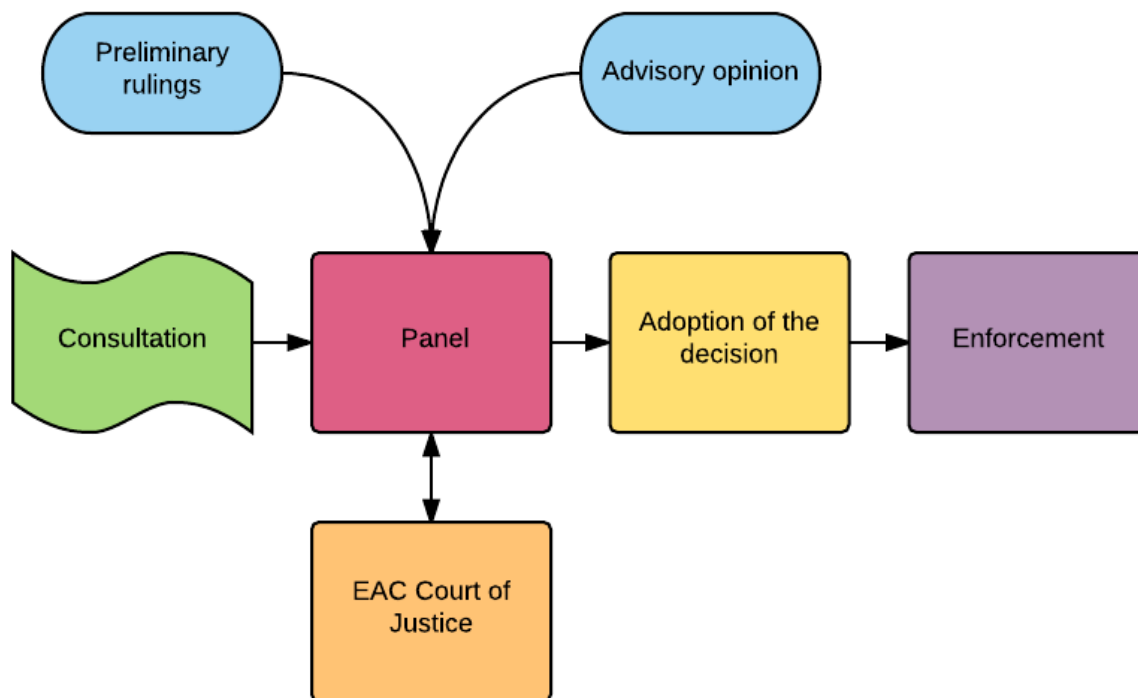 Preliminary
rulings
Advisory opinion
Consultation
Panel
Adoption of the
decision
Enforcement
EAC Court of
Justice